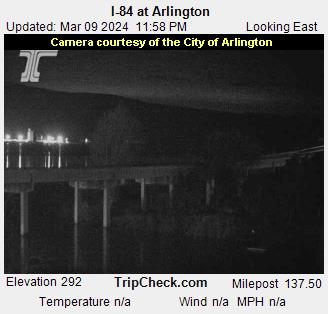 I-84 at Arlington
Updated: Mar 09 2024 11:58 PM Looking East
Camera courtesy of the City of Arlington
Elevation 292 TripCheck.com Milepost 137.50
Temperature n/a Wind n/a MPH n/a